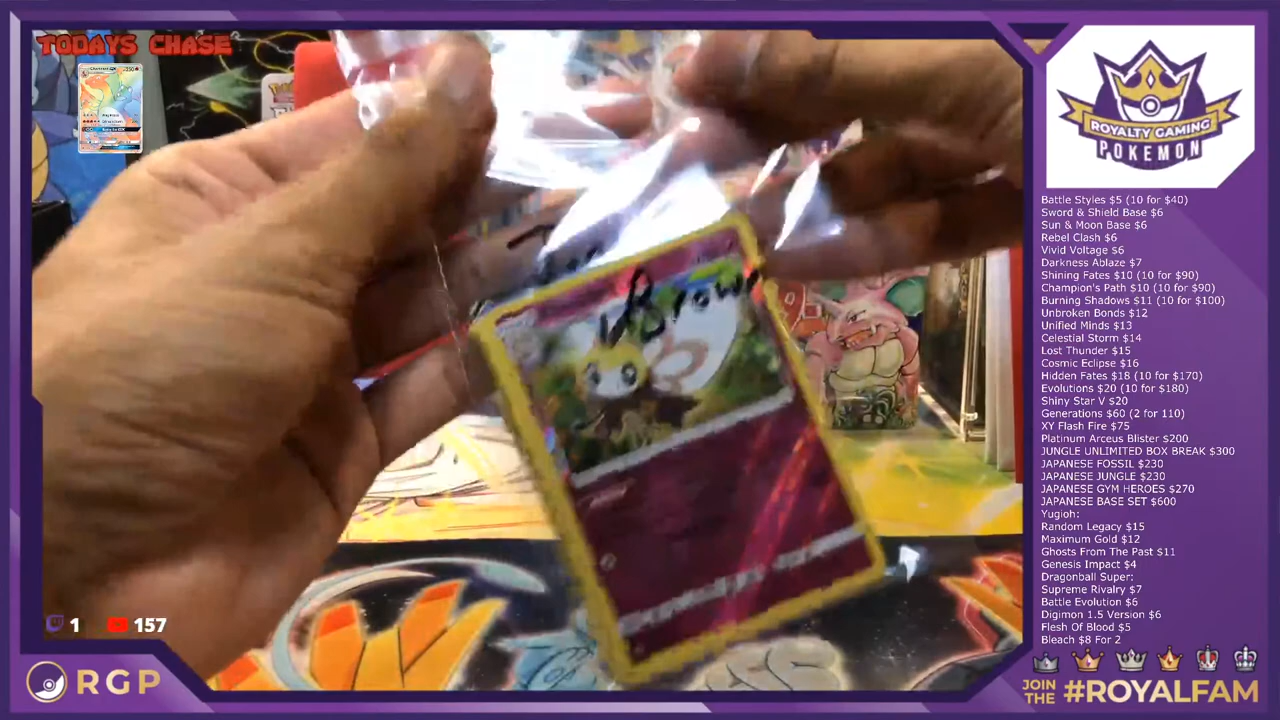 TODAYS CHASE
Brown
1
157
RGP
ROYALTY GAMING
POKEMON
Battle Styles $5 (10 for $40)
Sword & Shield Base $6
Sun & Moon Base $6
Rebel Clash $6
Vivid Voltage $6
Darkness Ablaze $7
Shining Fates $10 (10 for $90)
Champion's Path $10 (10 for $90)
Burning Shadows $11 (10 for $100)
Unbroken Bonds $12
Unified Minds $13
Celestial Storm $14
Lost Thunder $15
Cosmic Eclipse $16
Hidden Fates $18 (10 for $170)
Evolutions $20 (10 for $180)
Shiny Star V $20
Generations $60 (2 for 110)
XY Flash Fire $75
Platinum Arceus Blister $200
JUNGLE UNLIMITED BOX BREAK $300
JAPANESE FOSSIL $230
JAPANESE JUNGLE $230
JAPANESE GYM HEROES $270
JAPANESE BASE SET $600
Yugioh:
Random Legacy $15
Maximum Gold $12
Ghosts From The Past $11
Genesis Impact $4
Dragonball Super:
Supreme Rivalry $7
Battle Evolution $6
Digimon 1.5 Version $6
Flesh Of Blood $5
Bleach $8 For 2
JOIN THE #ROYALFAM